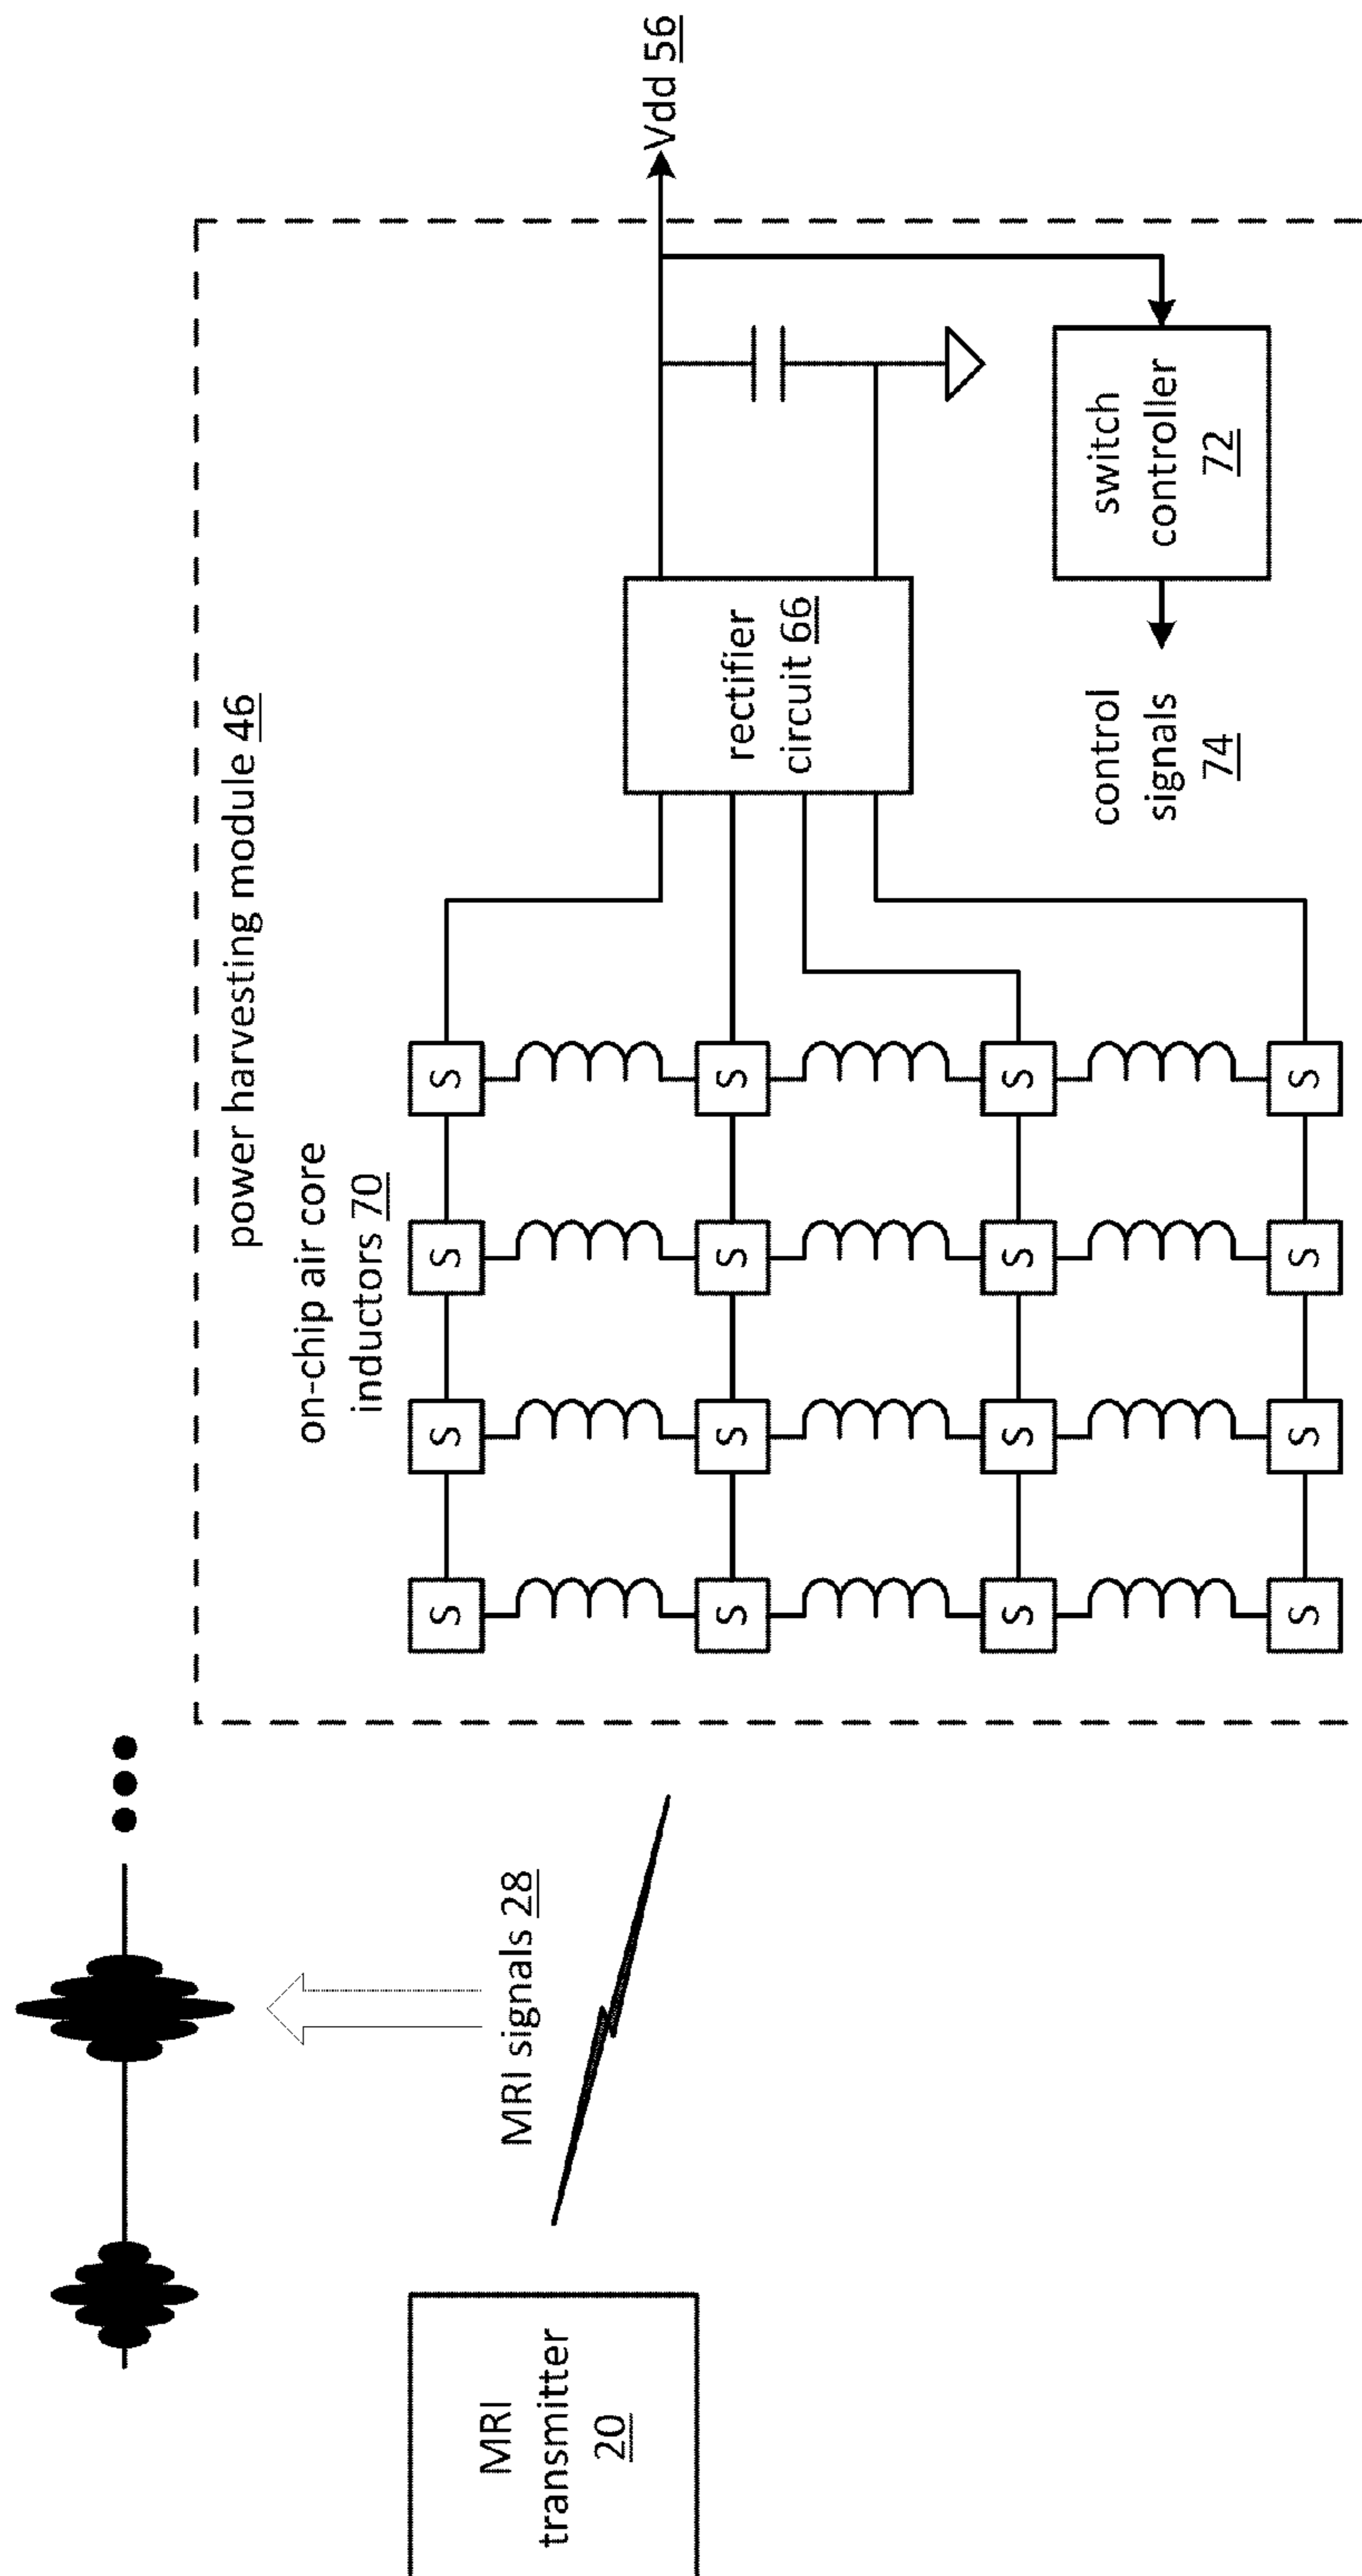 MRI
transmitter
20
MRI signals 28
power harvesting module 46
on-chip air core
inductors 70
S S S S
S S S S
S S S S
S S S S
rectifier
circuit 66
control
signals
74
switch
controller
72
Vdd 56